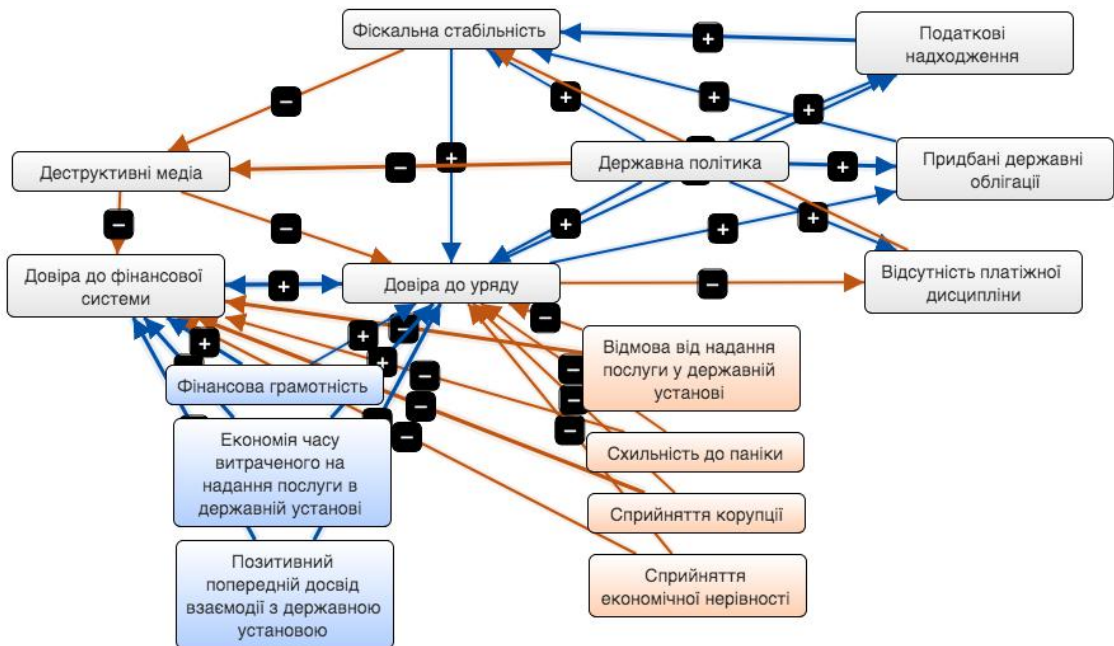 Фіскальна стабільність
Податкові
надходження
Деструктивні медіа
Державна політика
Придбані державні
облігації
Довіра до фінансової
системи
Довіра до уряду
Відсутність платіжної
дисципліни
Фінансова грамотність
Відмова від надання
послуги у державній
установі
Економія часу
витраченого на
надання послуги в
державній установі
Схильність до паніки
Сприйняття корупції
Позитивний
попередній досвід
взаємодії з державною
установою
Сприйняття
економічної нерівності